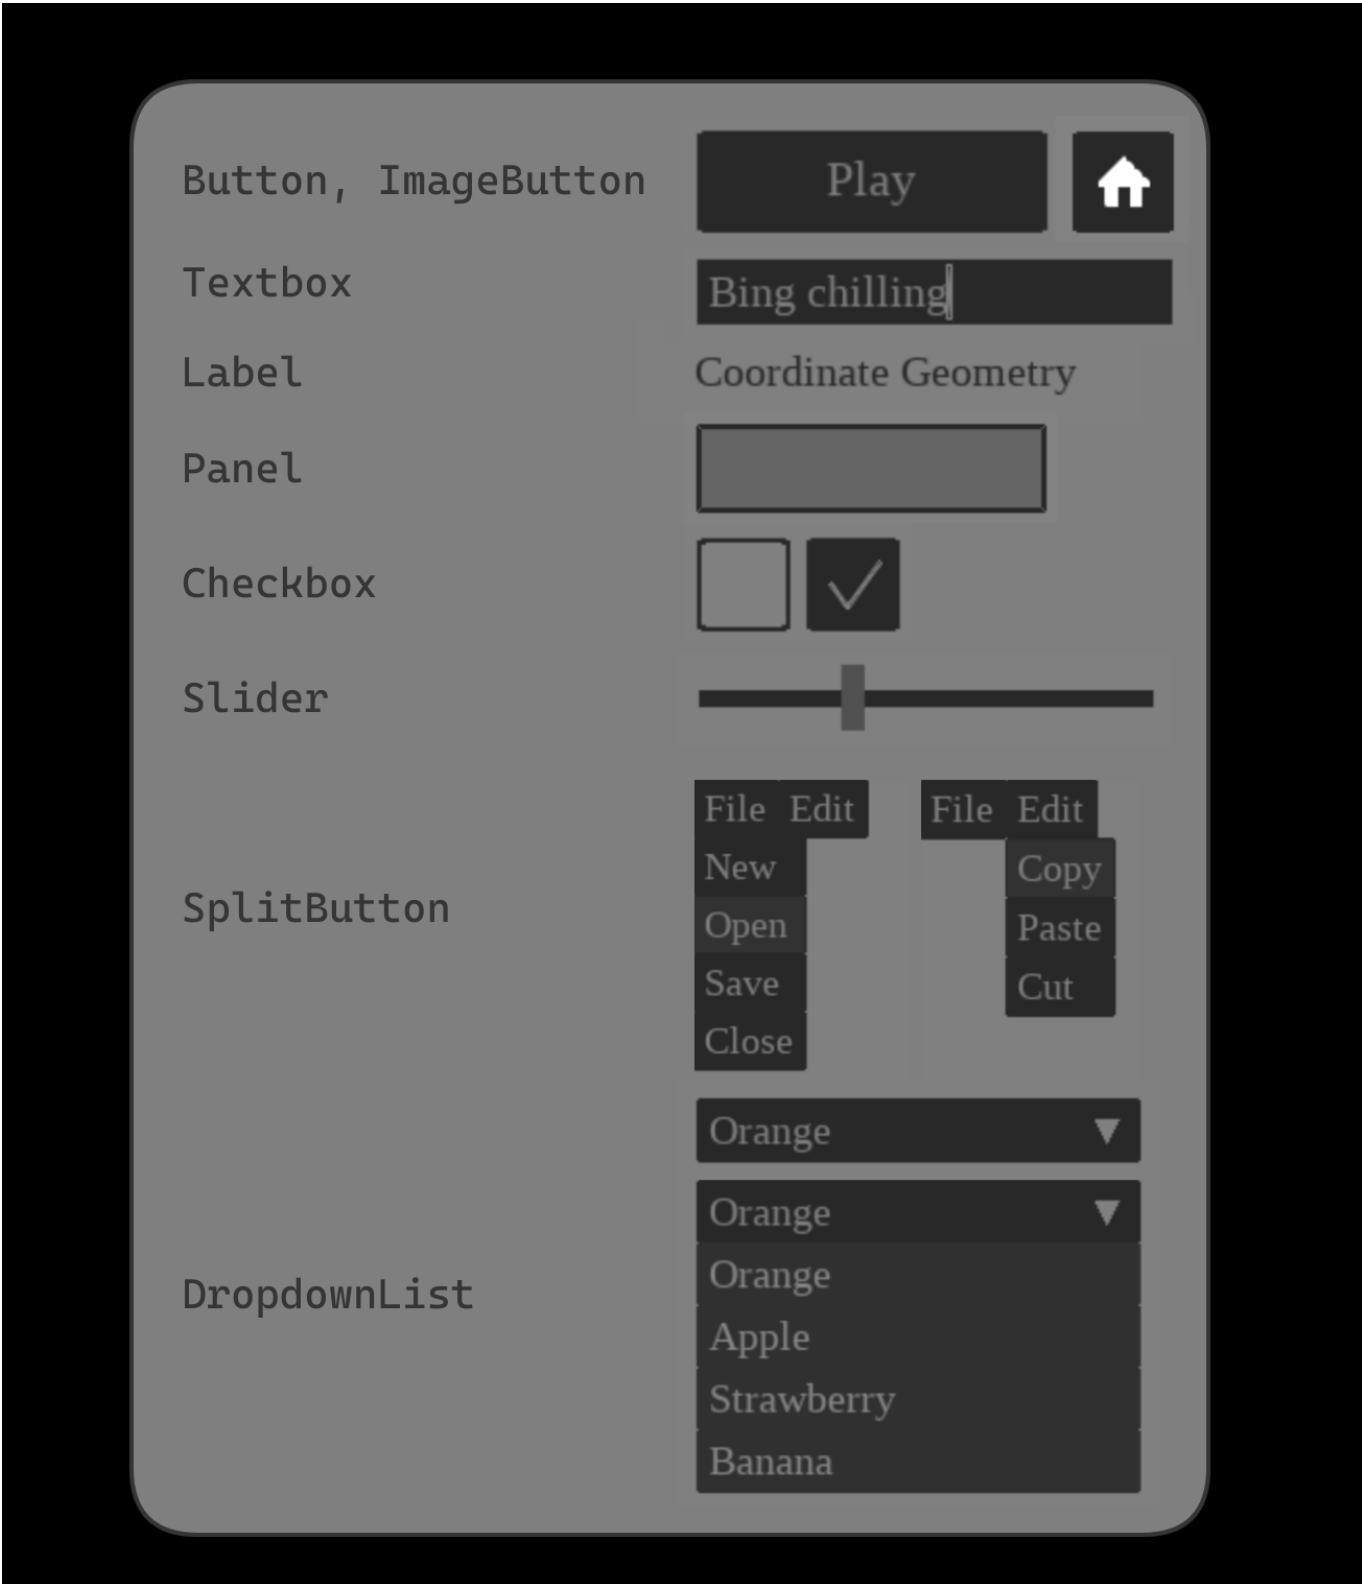 Button, ImageButton Play
Textbox Bing chilling
Label Coordinate Geometry
Panel
Checkbox
Slider
SplitButton
File Edit
New
Open
Save
Close
File Edit
Copy
Paste
Cut
DropdownList
Orange ▼
Orange ▼
Orange
Apple
Strawberry
Banana